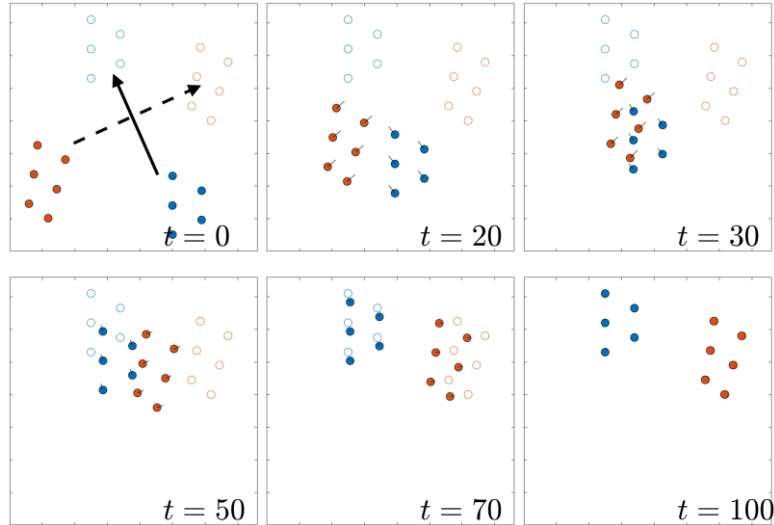 t = 0
t = 20
t = 30
t = 50
t = 70
t = 100